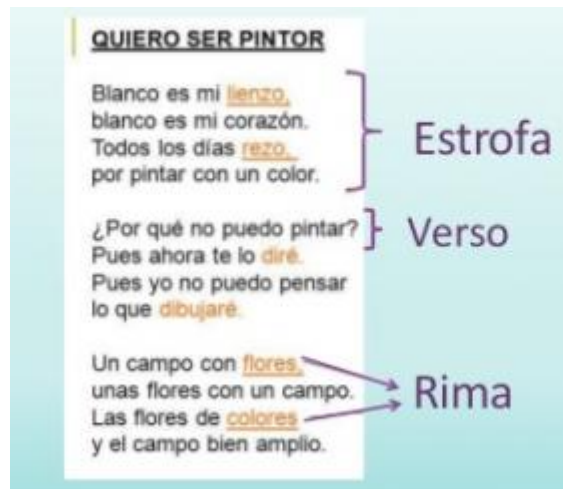 QUIERO SER PINTOR
Blanco es mi lienzo,
blanco es mi corazón.
Todos los días rezo,
por pintar con un color.
Estrofa
¿Por qué no puedo pintar?
Verso
Pues ahora te lo diré.
Pues yo no puedo pensar
lo que dibujaré.
Un campo con flores,
unas flores con un campo.
Las flores de colores
y el campo bien amplio.
Rima